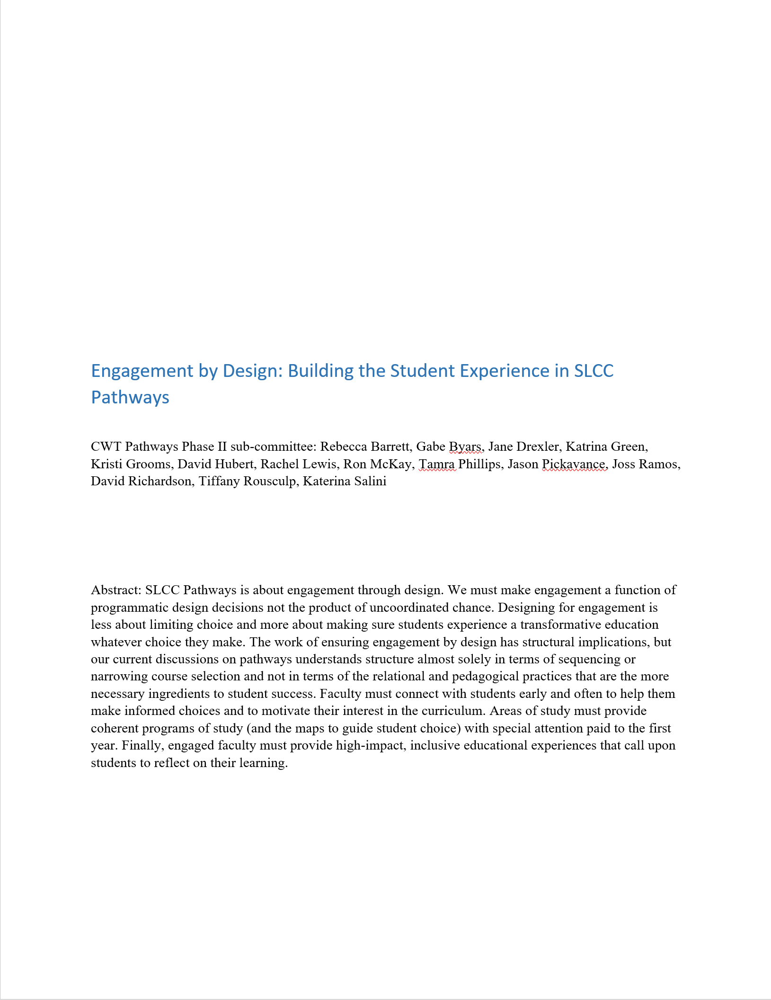 Engagement by Design: Building the Student Experience in SLCC
Pathways
CWT Pathways Phase II sub-committee: Rebecca Barrett, Gabe Byars, Jane Drexler, Katrina Green,
Kristi Grooms, David Hubert, Rachel Lewis, Ron McKay, Tamra Phillips, Jason Pickavance, Joss Ramos,
David Richardson, Tiffany Rousculp, Katerina Salini
Abstract: SLCC Pathways is about engagement through design. We must make engagement a function of
programmatic design decisions not the product of uncoordinated chance. Designing for engagement is
less about limiting choice and more about making sure students experience a transformative education
whatever choice they make. The work of ensuring engagement by design has structural implications, but
our current discussions on pathways understands structure almost solely in terms of sequencing or
narrowing course selection and not in terms of the relational and pedagogical practices that are the more
necessary ingredients to student success. Faculty must connect with students early and often to help them
make informed choices and to motivate their interest in the curriculum. Areas of study must provide
coherent programs of study (and the maps to guide student choice) with special attention paid to the first
year. Finally, engaged faculty must provide high-impact, inclusive educational experiences that call upon
students to reflect on their learning.